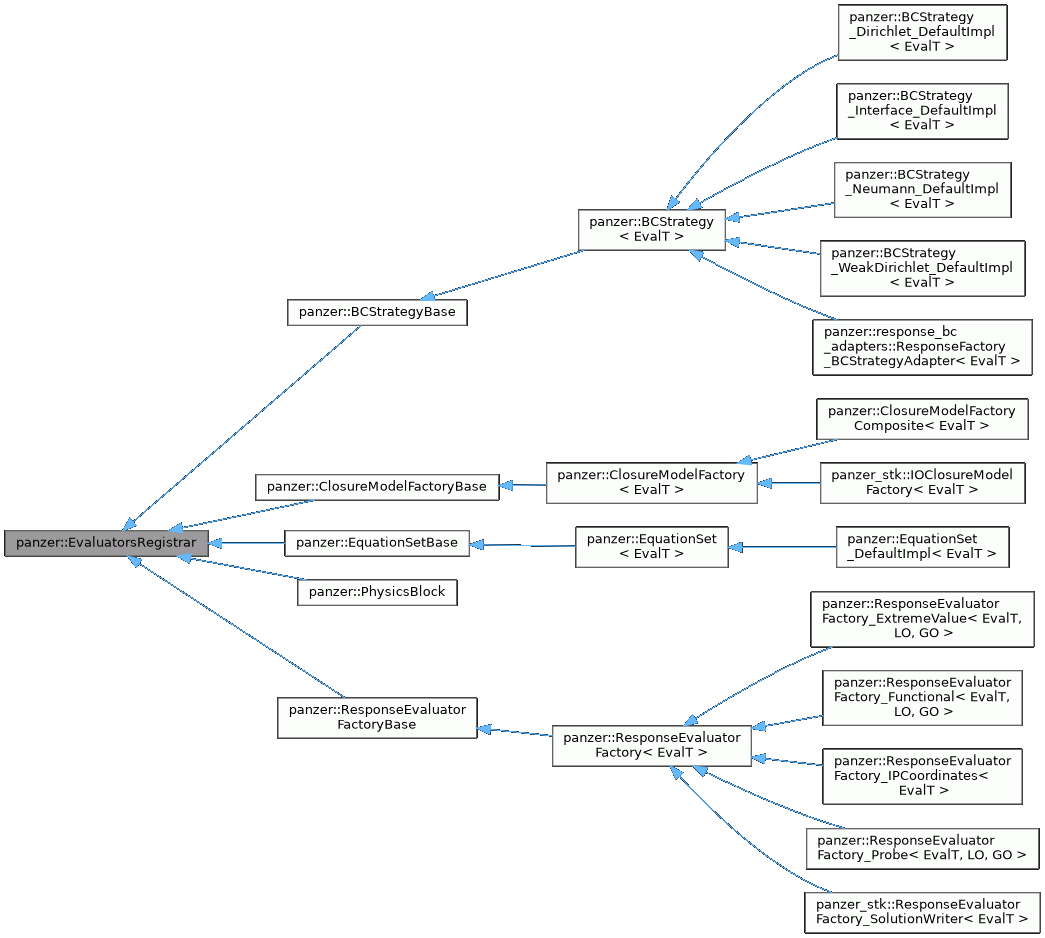 panzer::BCStrategy
_Dirichlet_DefaultImpl
< EvalT >
panzer::BCStrategy
_Interface_DefaultImpl
< EvalT >
panzer::BCStrategy
_Neumann_DefaultImpl
< EvalT >
panzer::BCStrategy
< EvalT >
panzer::BCStrategy
_WeakDirichlet_DefaultImpl
< EvalT >
panzer::BCStrategyBase
panzer::response_bc
_adapters::ResponseFactory
_BCStrategyAdapter< EvalT >
panzer::ClosureModelFactory
Composite< EvalT >
panzer::ClosureModelFactoryBase
panzer::ClosureModelFactory
< EvalT >
panzer_stk::IOClosureModel
Factory< EvalT >
panzer::EvaluatorsRegistrar
panzer::EquationSetBase
panzer::EquationSet
< EvalT >
panzer::EquationSet
_DefaultImpl< EvalT >
panzer::PhysicsBlock
panzer::ResponseEvaluator
Factory_ExtremeValue< EvalT,
LO, GO >
panzer::ResponseEvaluator
Factory_Functional< EvalT,
LO, GO >
panzer::ResponseEvaluator
FactoryBase
panzer::ResponseEvaluator
Factory< EvalT >
panzer::ResponseEvaluator
Factory_IPCoordinates<
EvalT >
panzer::ResponseEvaluator
Factory_Probe< EvalT, LO, GO >
panzer_stk::ResponseEvaluator
Factory_SolutionWriter< EvalT >